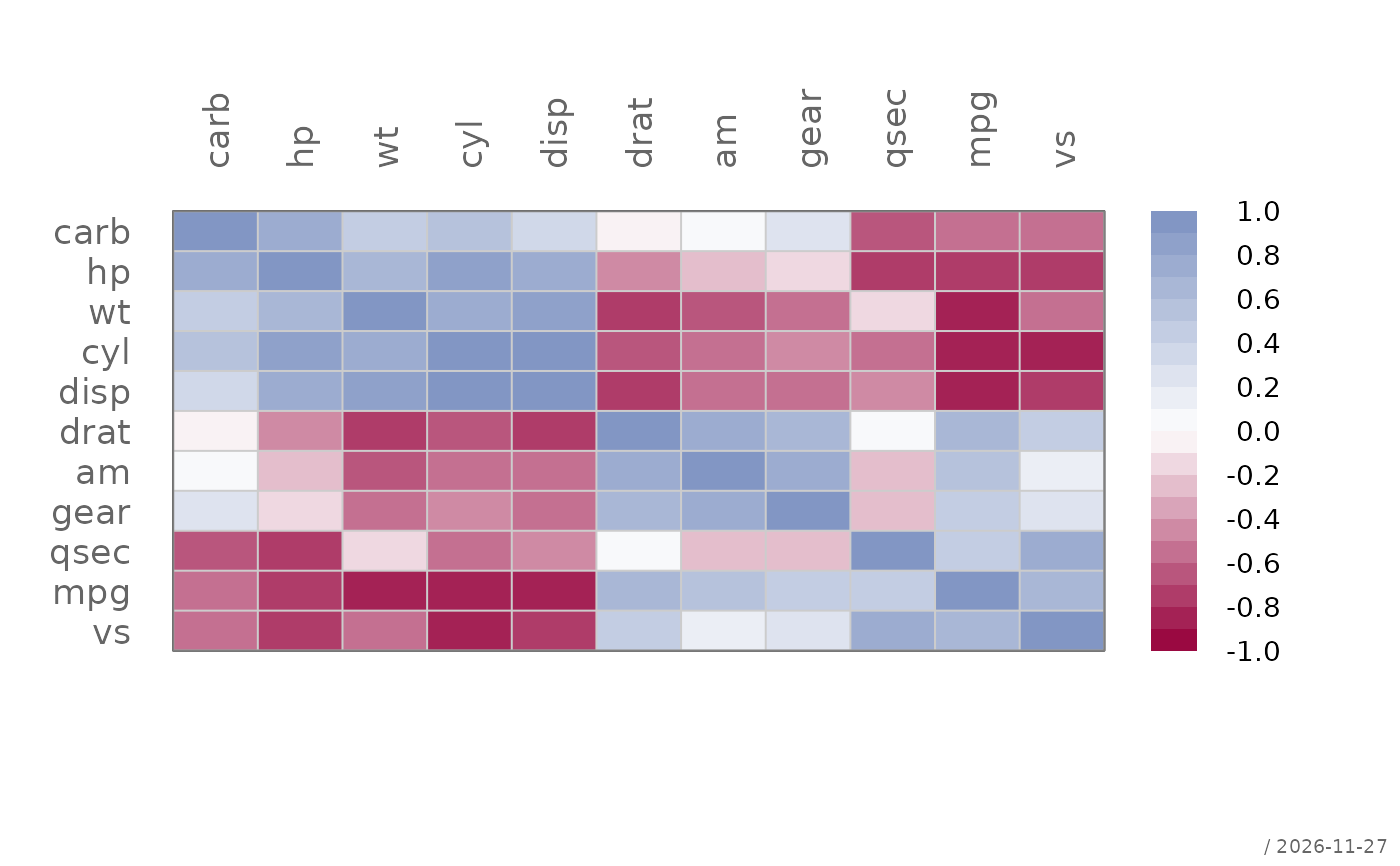 carb hp wt cyl disp drat am gear qsec mpg vs
carb
hp
wt
cyl
disp
drat
am
gear
qsec
mpg
vs
1.0
0.8
0.6
0.4
0.2
0.0
-0.2
-0.4
-0.6
-0.8
-1.0
/ 2026-11-27